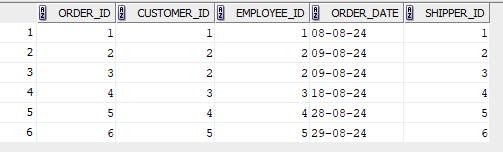 ORDER_ID CUSTOMER_ID EMPLOYEE_ID ORDER_DATE SHIPPER_ID
1 1 1 1 08-08-24 1
2 2 2 2 09-08-24 2
3 3 2 2 09-08-24 3
4 4 3 3 18-08-24 4
5 5 4 4 28-08-24 5
6 6 5 5 29-08-24 6